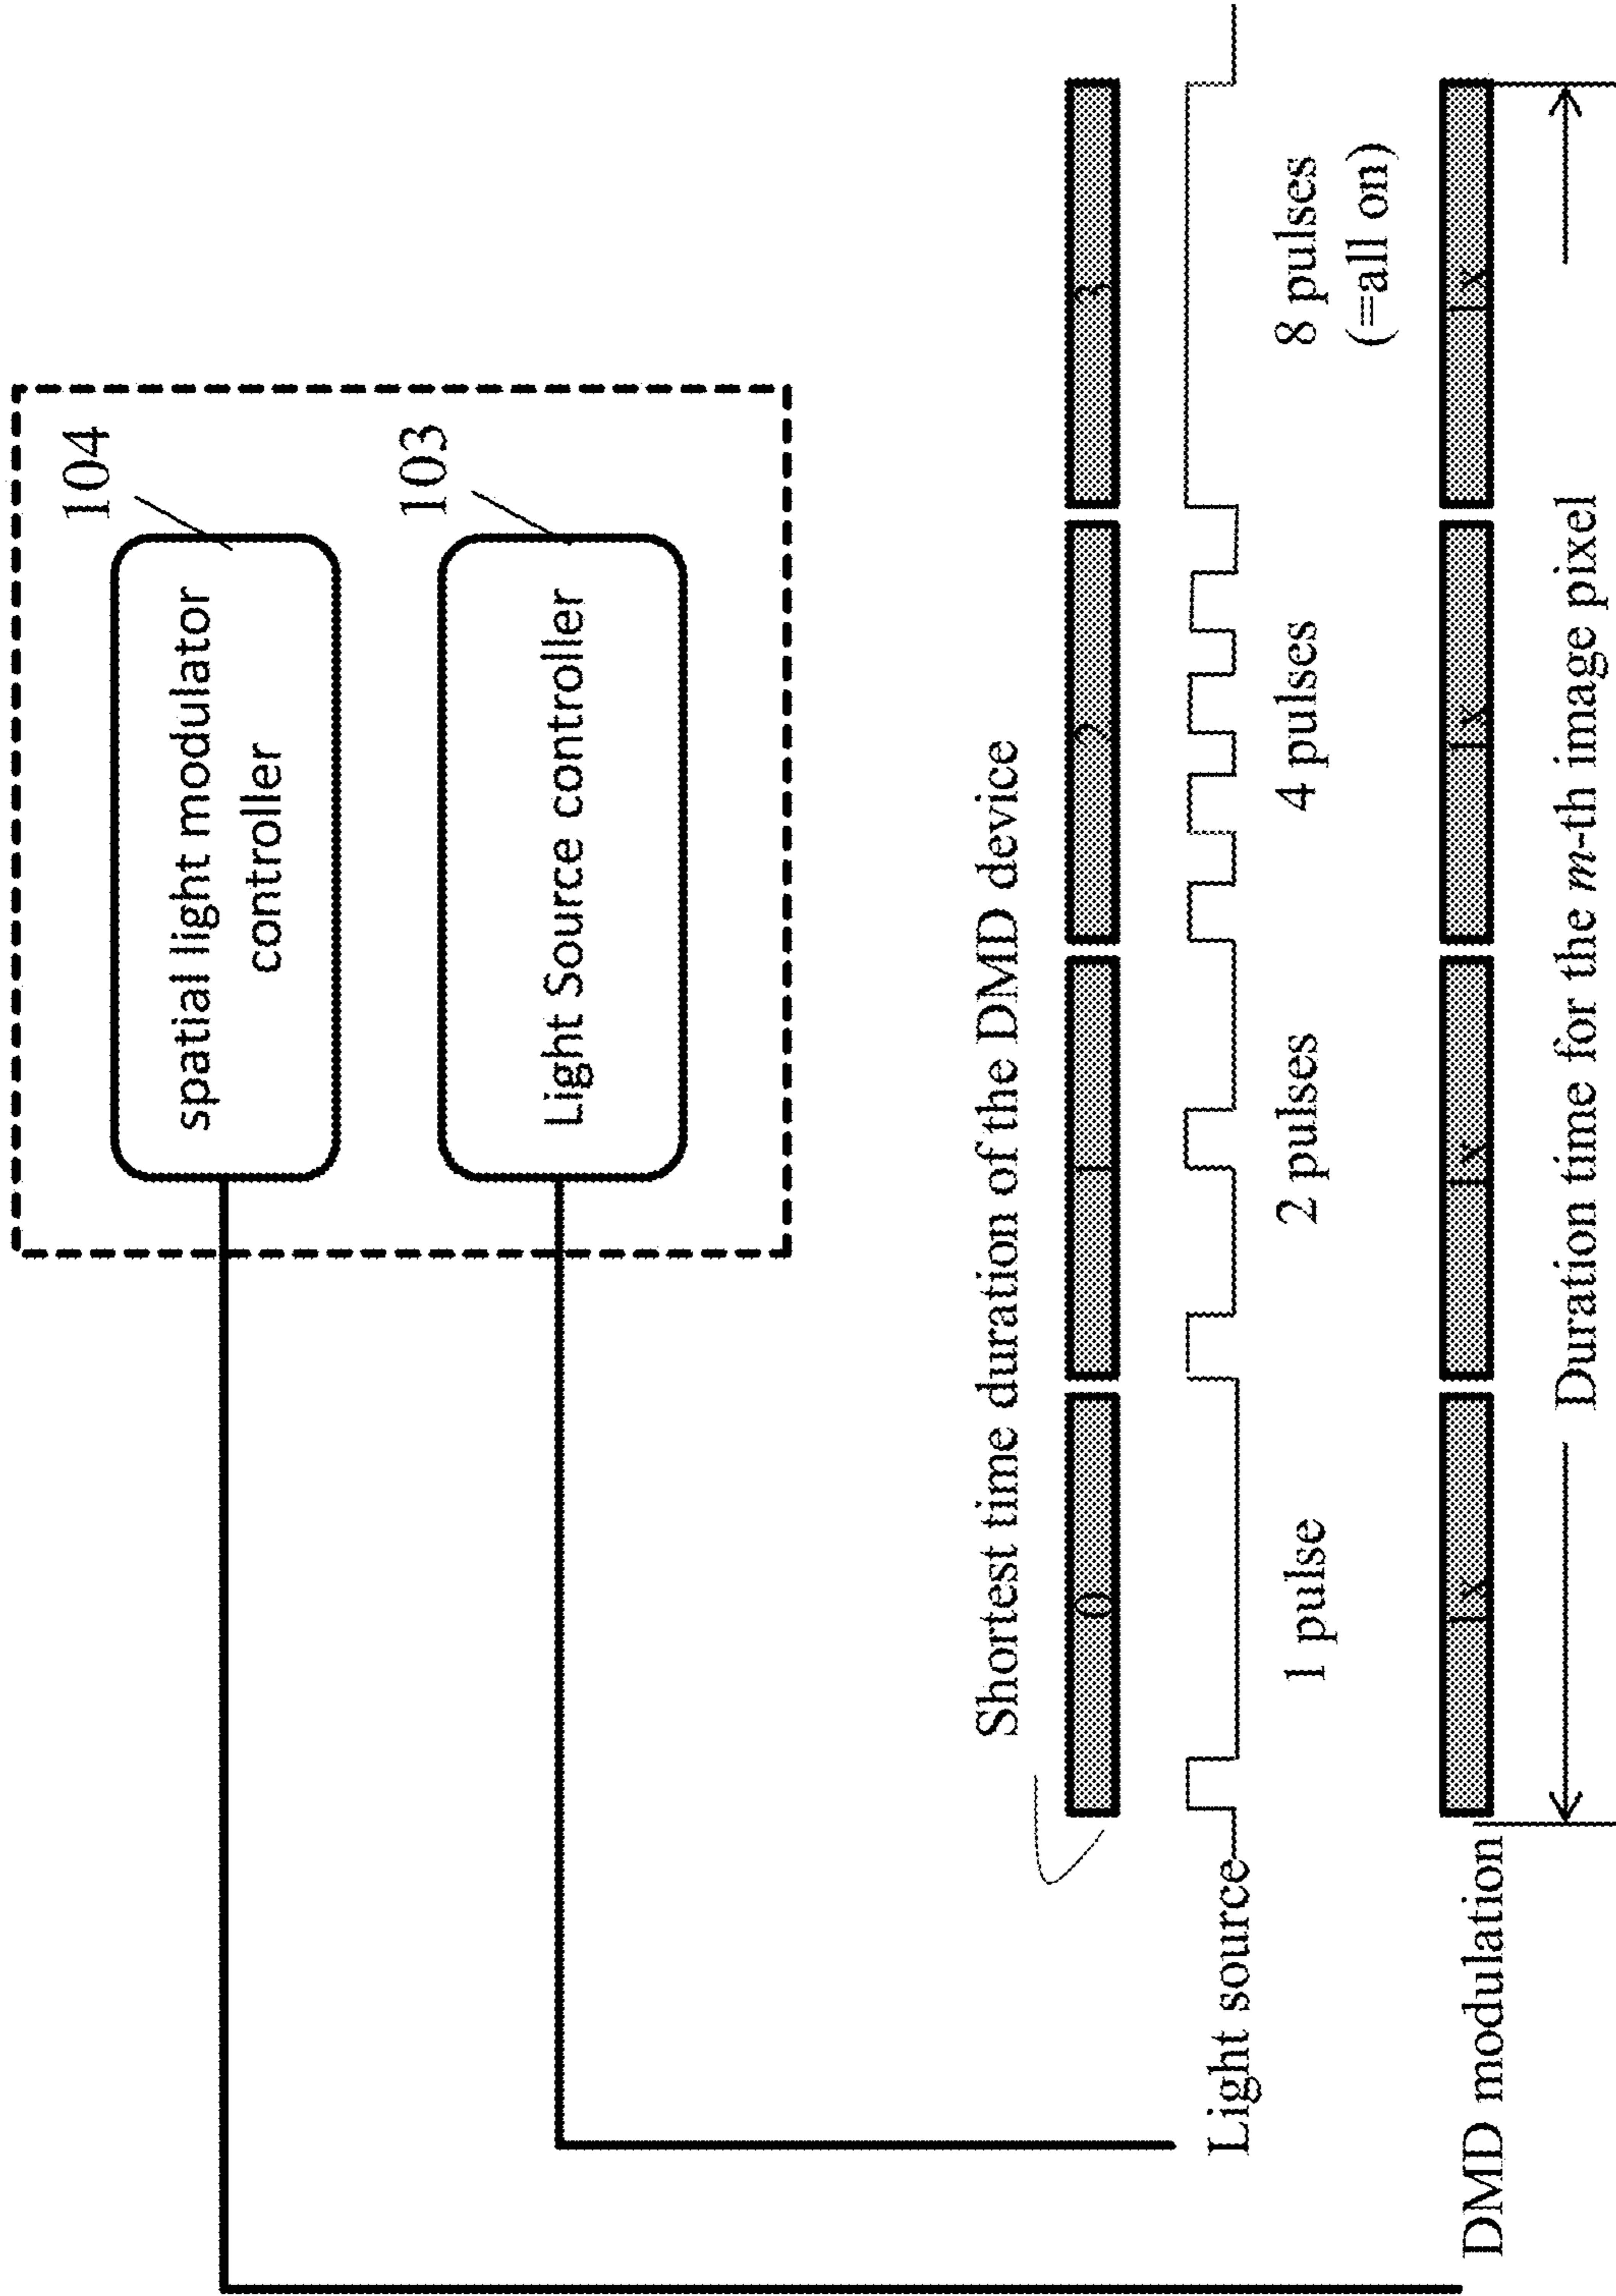 104
spatial light modulator
controller
103
Light Source controller
Shortest time duration of the DMD device
0
1
2
3
Light source
1 pulse
2 pulses
4 pulses
8 pulses
(=all on)
DMD modulation
1x
1x
1x
1x
Duration time for the m-th image pixel